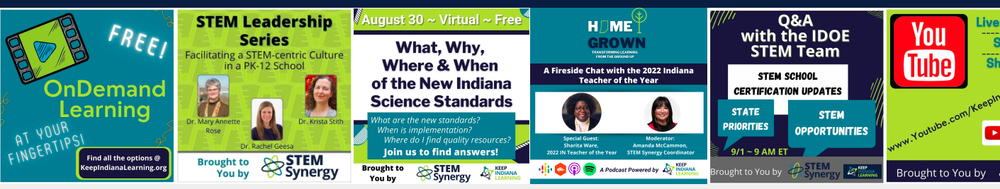 FREE!
OnDemand
Learning
AT YOUR
FINGERTIPS!
Find all the options @
KeepIndianaLearning.org
STEM Leadership
Series
Facilitating a STEM-centric Culture
in a PK-12 School
Dr. Mary Annette
Rose
Dr. Rachel Geesa
Dr. Krista Stith
Brought to
You by
STEM
Synergy
August 30 ~ Virtual ~ Free
What, Why,
Where & When
of the New Indiana
Science Standards
What are the new standards?
When is implementation?
Where do I find quality resources?
Join us to find answers!
Brought to
You by
STEM
Synergy
KEEP
INDIANA
LEARNING
HOME
GROWN
TRANSFORMING LEARNING
FROM THE GROUND UP
A Fireside Chat with the 2022 Indiana
Teacher of the Year
Special Guest:
Sharita Ware,
2022 IN Teacher of the Year
Moderator:
Amanda McCammon,
STEM Synergy Coordinator
A Podcast Powered by
KEEP
INDIANA
LEARNING
Q&A
with the IDOE
STEM Team
STEM SCHOOL
CERTIFICATION UPDATES
STATE
PRIORITIES
STEM
OPPORTUNITIES
9/1 ~ 9 AM ET
Brought to You by
STEM
Synergy
KEEP
INDIANA
LEARNING
You
Tube
Live
S
Sh
www.Youtube.com/KeepIn
Brought to You by